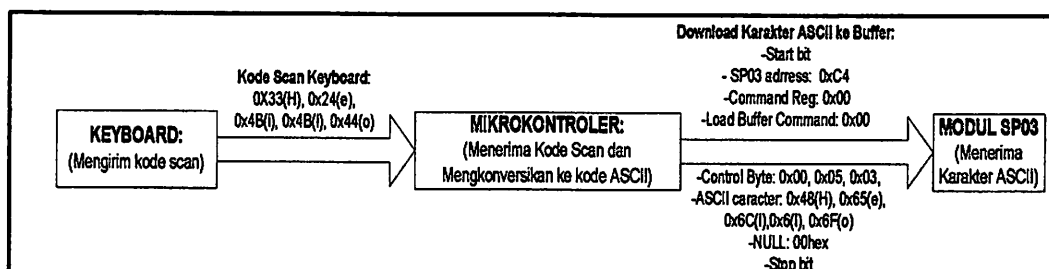 Download Karakter ASCII ke Buffer:
-Start bit
- SP03 adrress: 0xC4
-Command Reg: 0x00
-Load Buffer Command: 0x00
Kode Scan Keyboard:
0X33(H), 0x24(e),
0x4B(l), 0x4B(l), 0x44(o)
KEYBOARD:
(Mengirim kode scan)
MIKROKONTROLER:
(Menerima Kode Scan dan
Mengkonversikan ke kode ASCII)
MODUL SP03
(Menerima
Karakter ASCII)
-Control Byte: 0x00, 0x05, 0x03,
-ASCII caracter: 0x48(H), 0x65(e),
0x6C(l),0x6(l), 0x6F(o)
-NULL: 00hex
-Stop bit